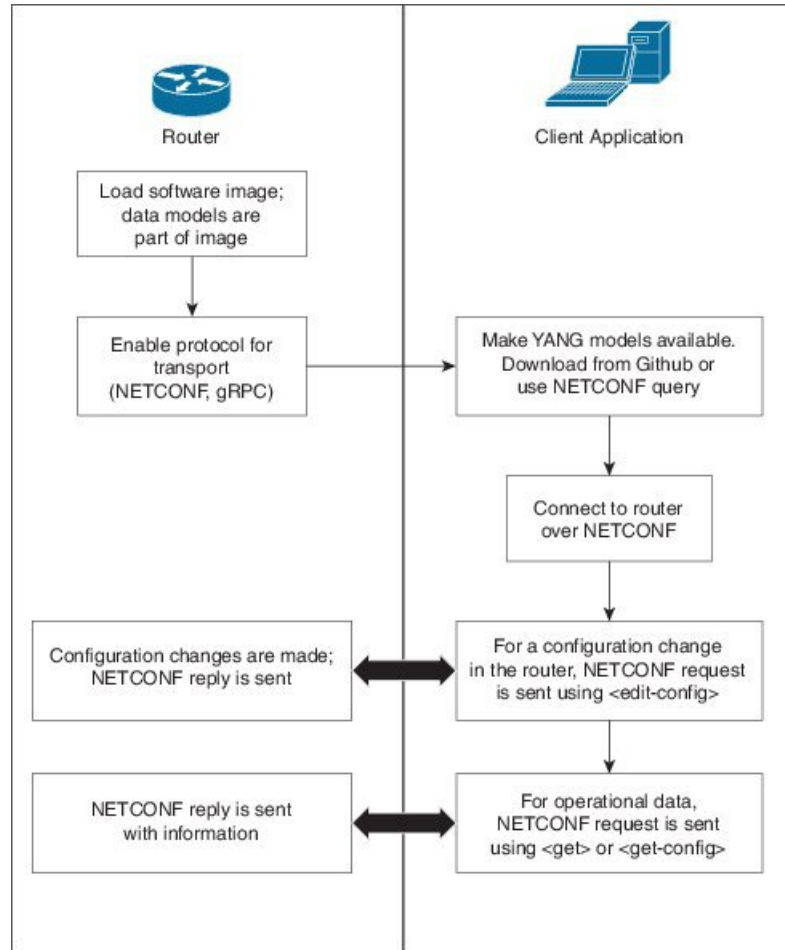 Router
Client Application
Load software image;
data models are
part of image
Enable protocol for
transport
(NETCONF, gRPC)
Make YANG models available.
Download from Github or
use NETCONF query
Connect to router
over NETCONF
Configuration changes are made;
NETCONF reply is sent
For a configuration change
in the router, NETCONF request
is sent using <edit-config>
NETCONF reply is sent
with information
For operational data,
NETCONF request is sent
using <get> or <get-config>